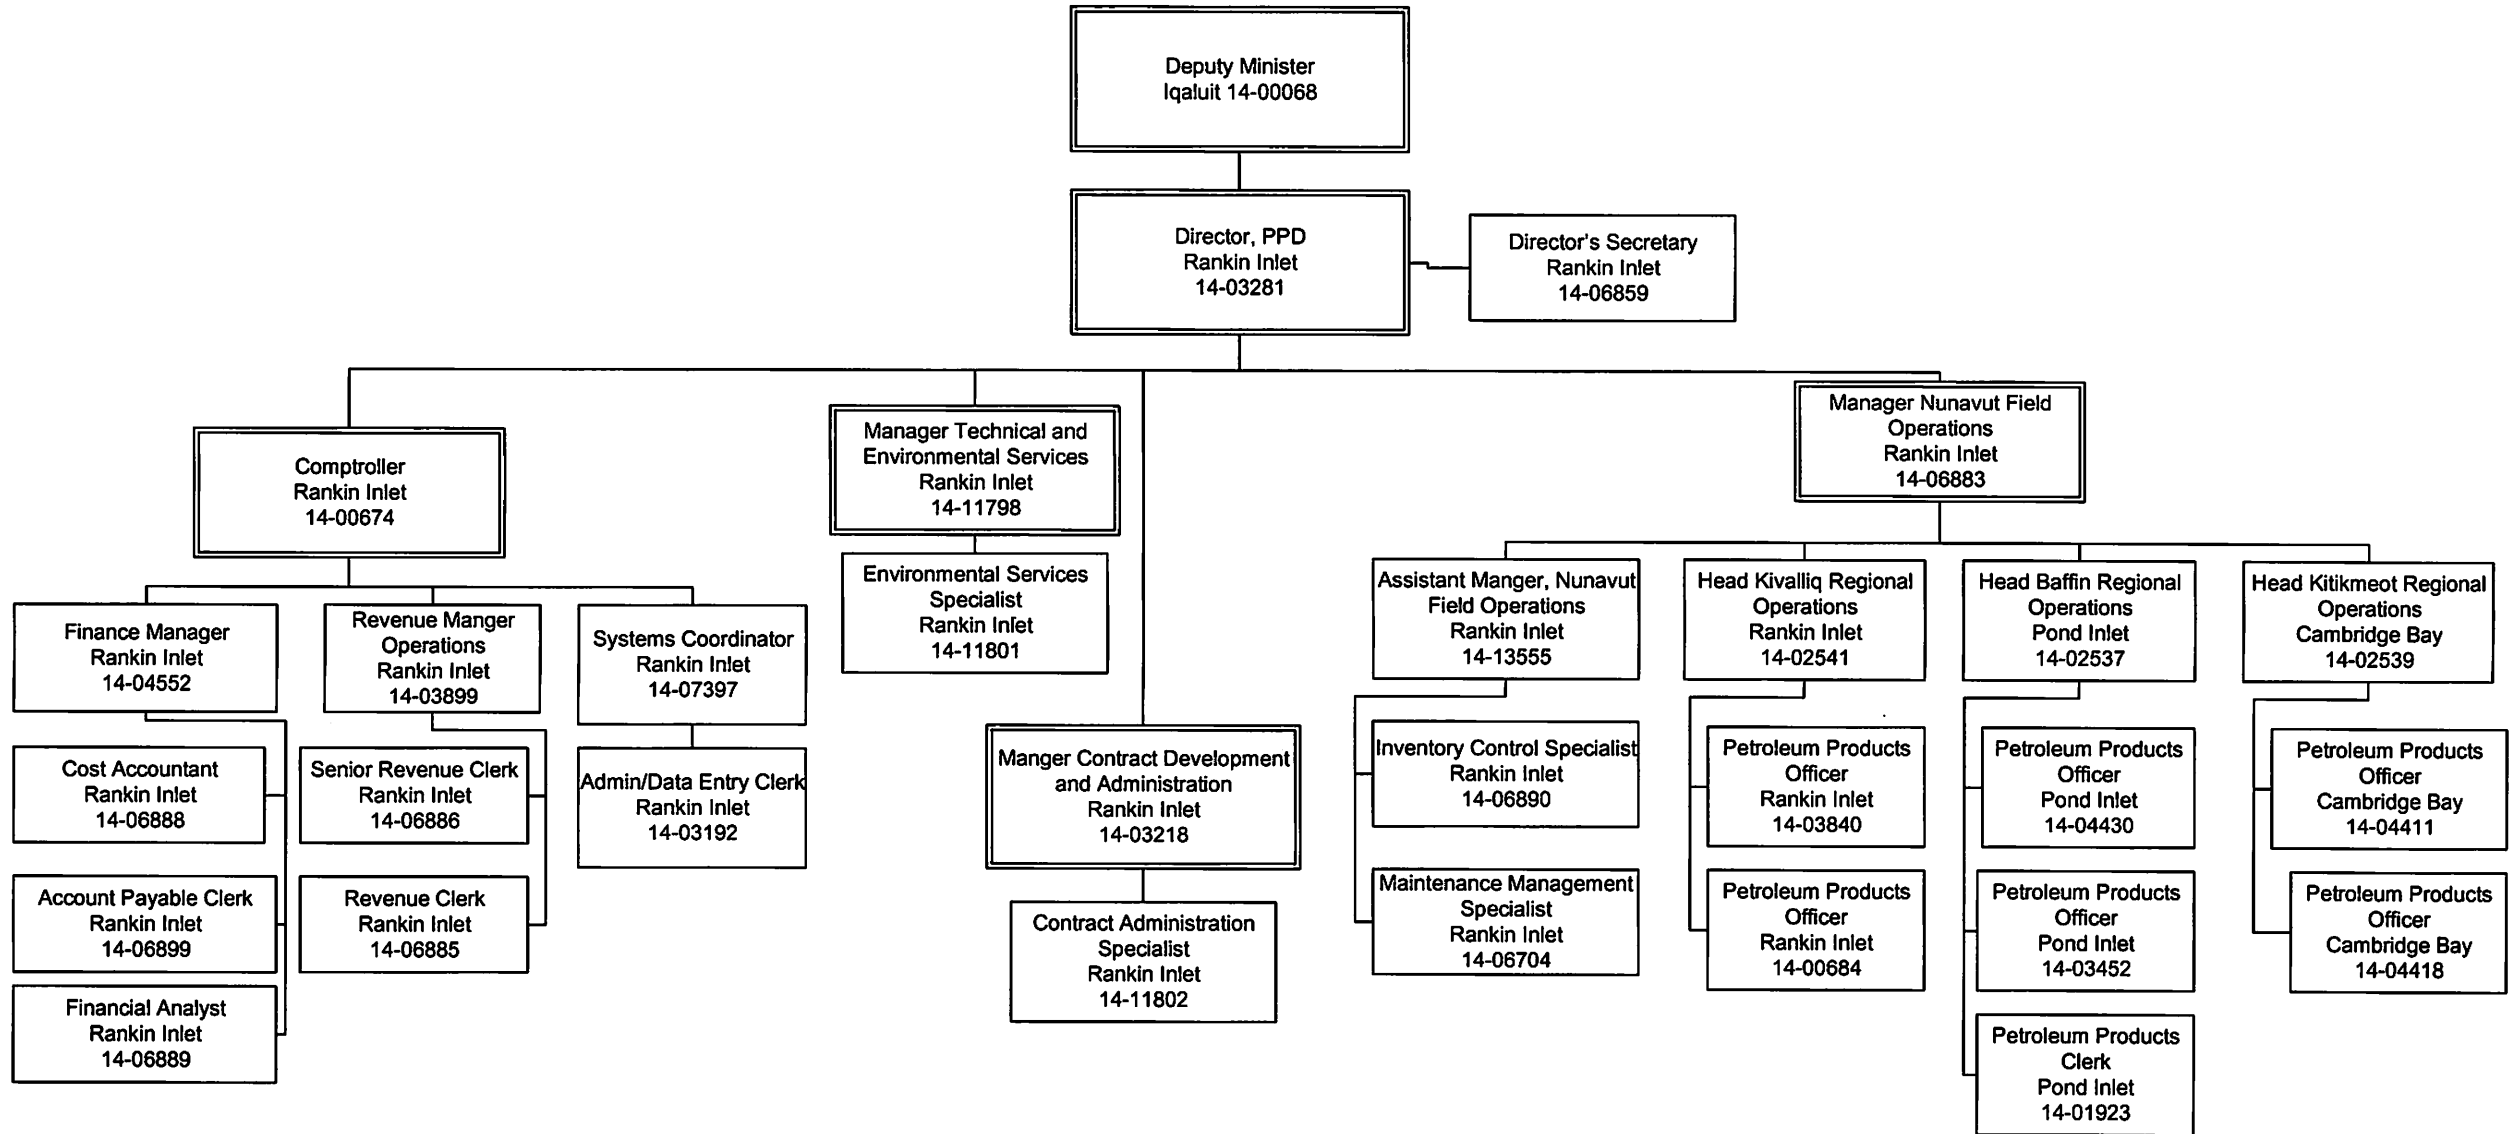 Deputy Minister
Iqaluit 14-00068
Director, PPD
Rankin Inlet
14-03281
Director's Secretary
Rankin Inlet
14-06859
Comptroller
Rankin Inlet
14-00674
Manager Technical and
Environmental Services
Rankin Inlet
14-11798
Manager Nunavut Field
Operations
Rankin Inlet
14-06883
Finance Manager
Rankin Inlet
14-04552
Revenue Manger
Operations
Rankin Inlet
14-03899
Systems Coordinator
Rankin Inlet
14-07397
Environmental Services
Specialist
Rankin Inlet
14-11801
Assistant Manger, Nunavut
Field Operations
Rankin Inlet
14-13555
Head Kivalliq Regional
Operations
Rankin Inlet
14-02541
Head Baffin Regional
Operations
Pond Inlet
14-02537
Head Kitikmeot Regional
Operations
Cambridge Bay
14-02539
Cost Accountant
Rankin Inlet
14-06888
Senior Revenue Clerk
Rankin Inlet
14-06886
Admin/Data Entry Clerk
Rankin Inlet
14-03192
Manger Contract Development
and Administration
Rankin Inlet
14-03218
Inventory Control Specialist
Rankin Inlet
14-06890
Petroleum Products
Officer
Rankin Inlet
14-03840
Petroleum Products
Officer
Pond Inlet
14-04430
Petroleum Products
Officer
Cambridge Bay
14-04411
Account Payable Clerk
Rankin Inlet
14-06899
Revenue Clerk
Rankin Inlet
14-06885
Contract Administration
Specialist
Rankin Inlet
14-11802
Maintenance Management
Specialist
Rankin Inlet
14-06704
Petroleum Products
Officer
Rankin Inlet
14-00684
Petroleum Products
Officer
Pond Inlet
14-03452
Petroleum Products
Officer
Cambridge Bay
14-04418
Financial Analyst
Rankin Inlet
14-06889
Petroleum Products
Clerk
Pond Inlet
14-01923